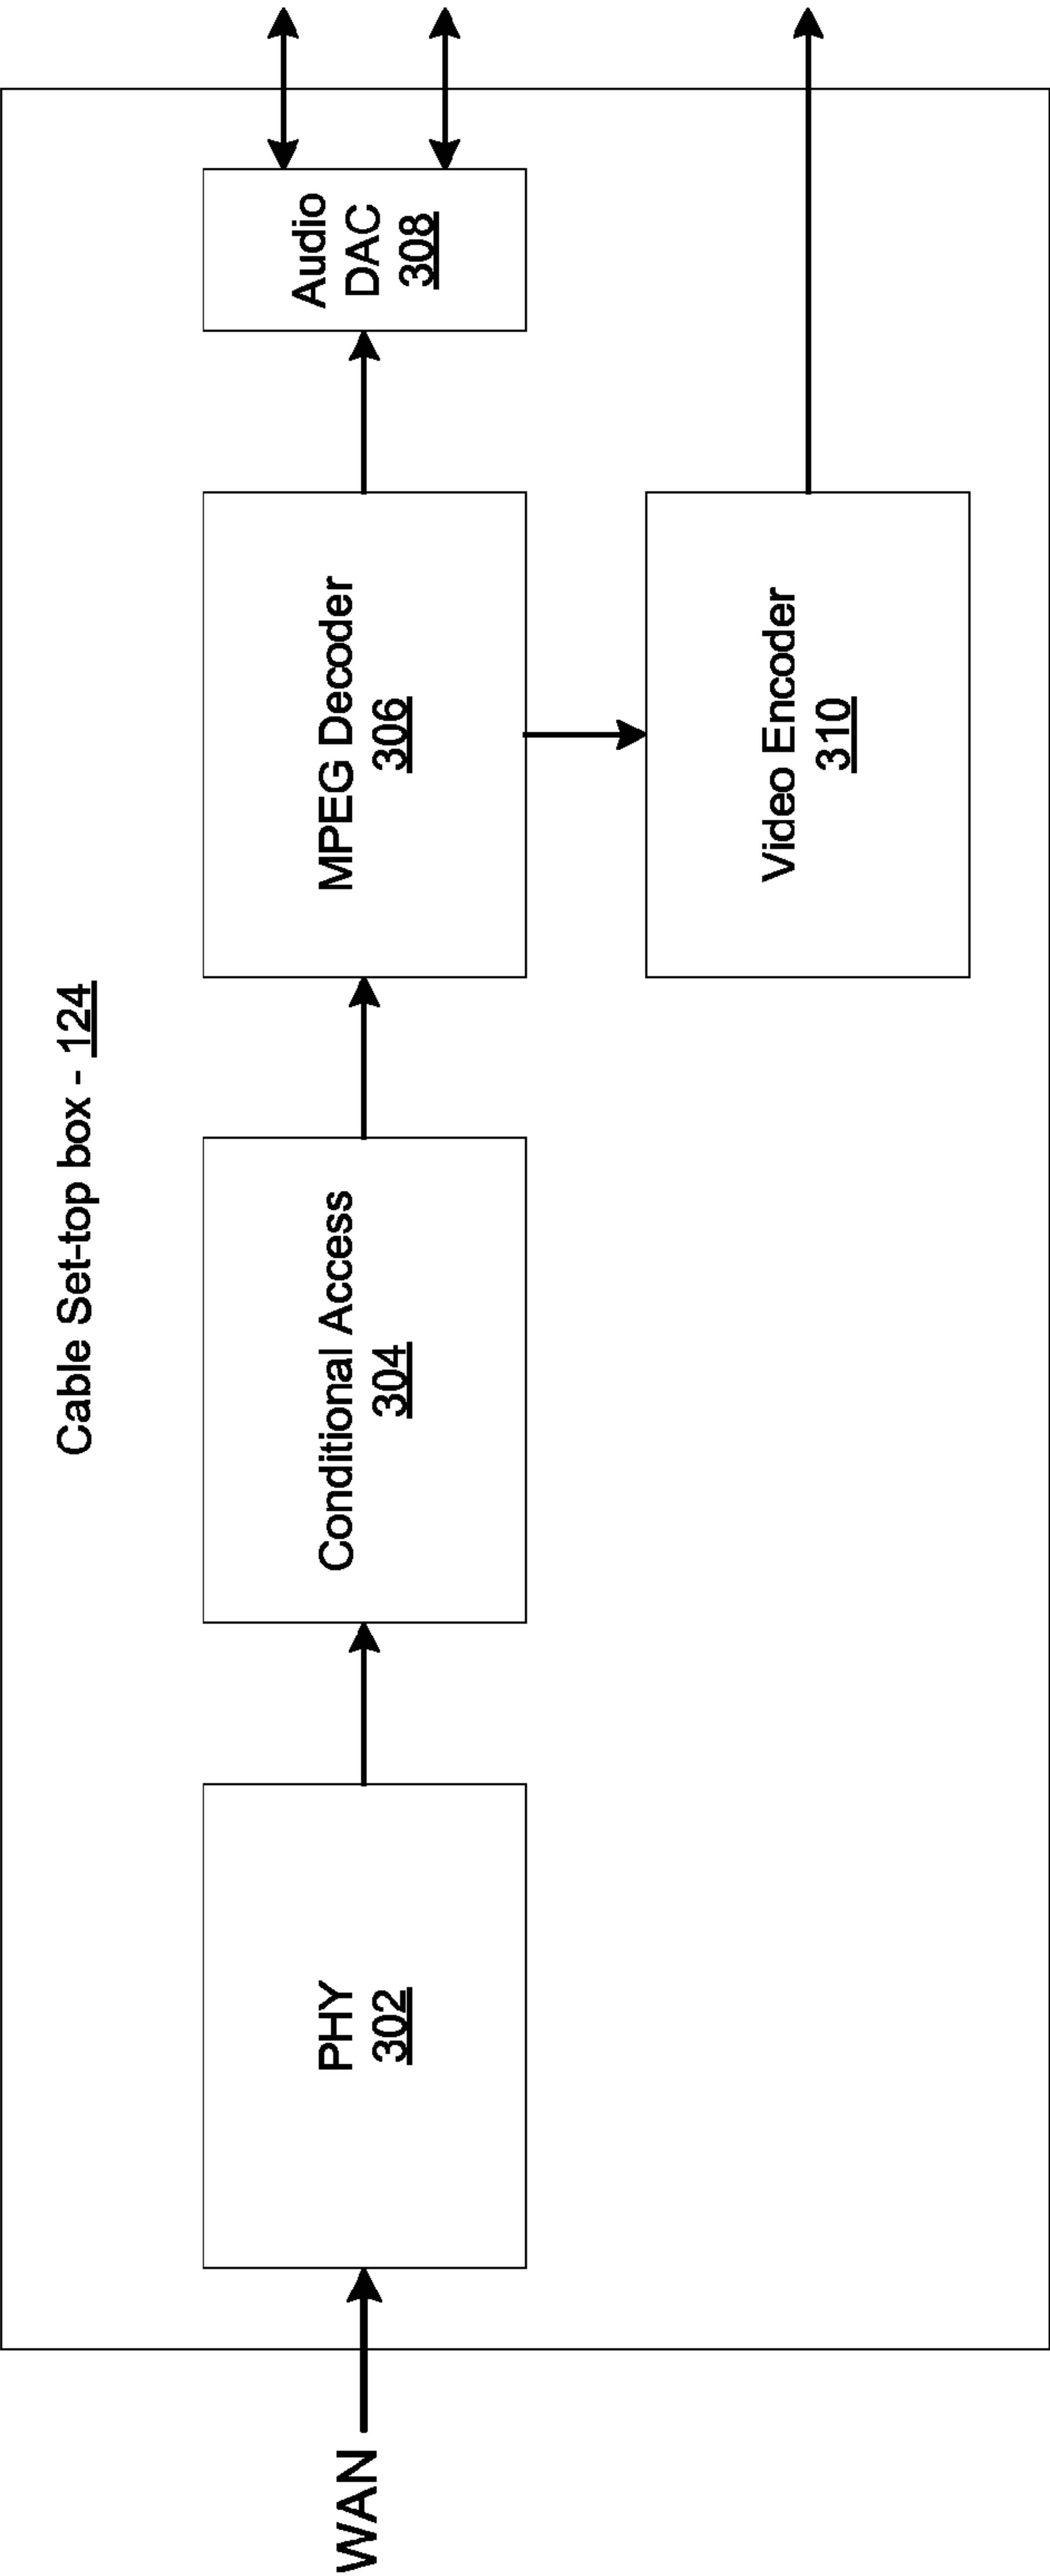 Cable Set-top box - 124
WAN
PHY
302
Conditional Access
304
MPEG Decoder
306
Audio
DAC
308
Video Encoder
310